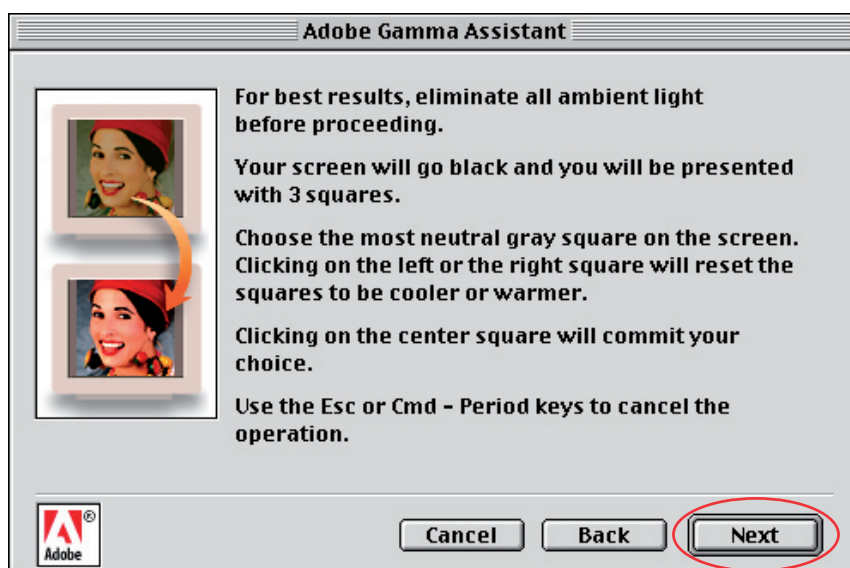 Adobe Gamma Assistant
For best results, eliminate all ambient light
before proceeding.
Your screen will go black and you will be presented
with 3 squares.
Choose the most neutral gray square on the screen.
Clicking on the left or the right square will reset the
squares to be cooler or warmer.
Clicking on the center square will commit your
choice.
Use the Esc or Cmd - Period keys to cancel the
operation.
Adobe ®
Cancel Back Next